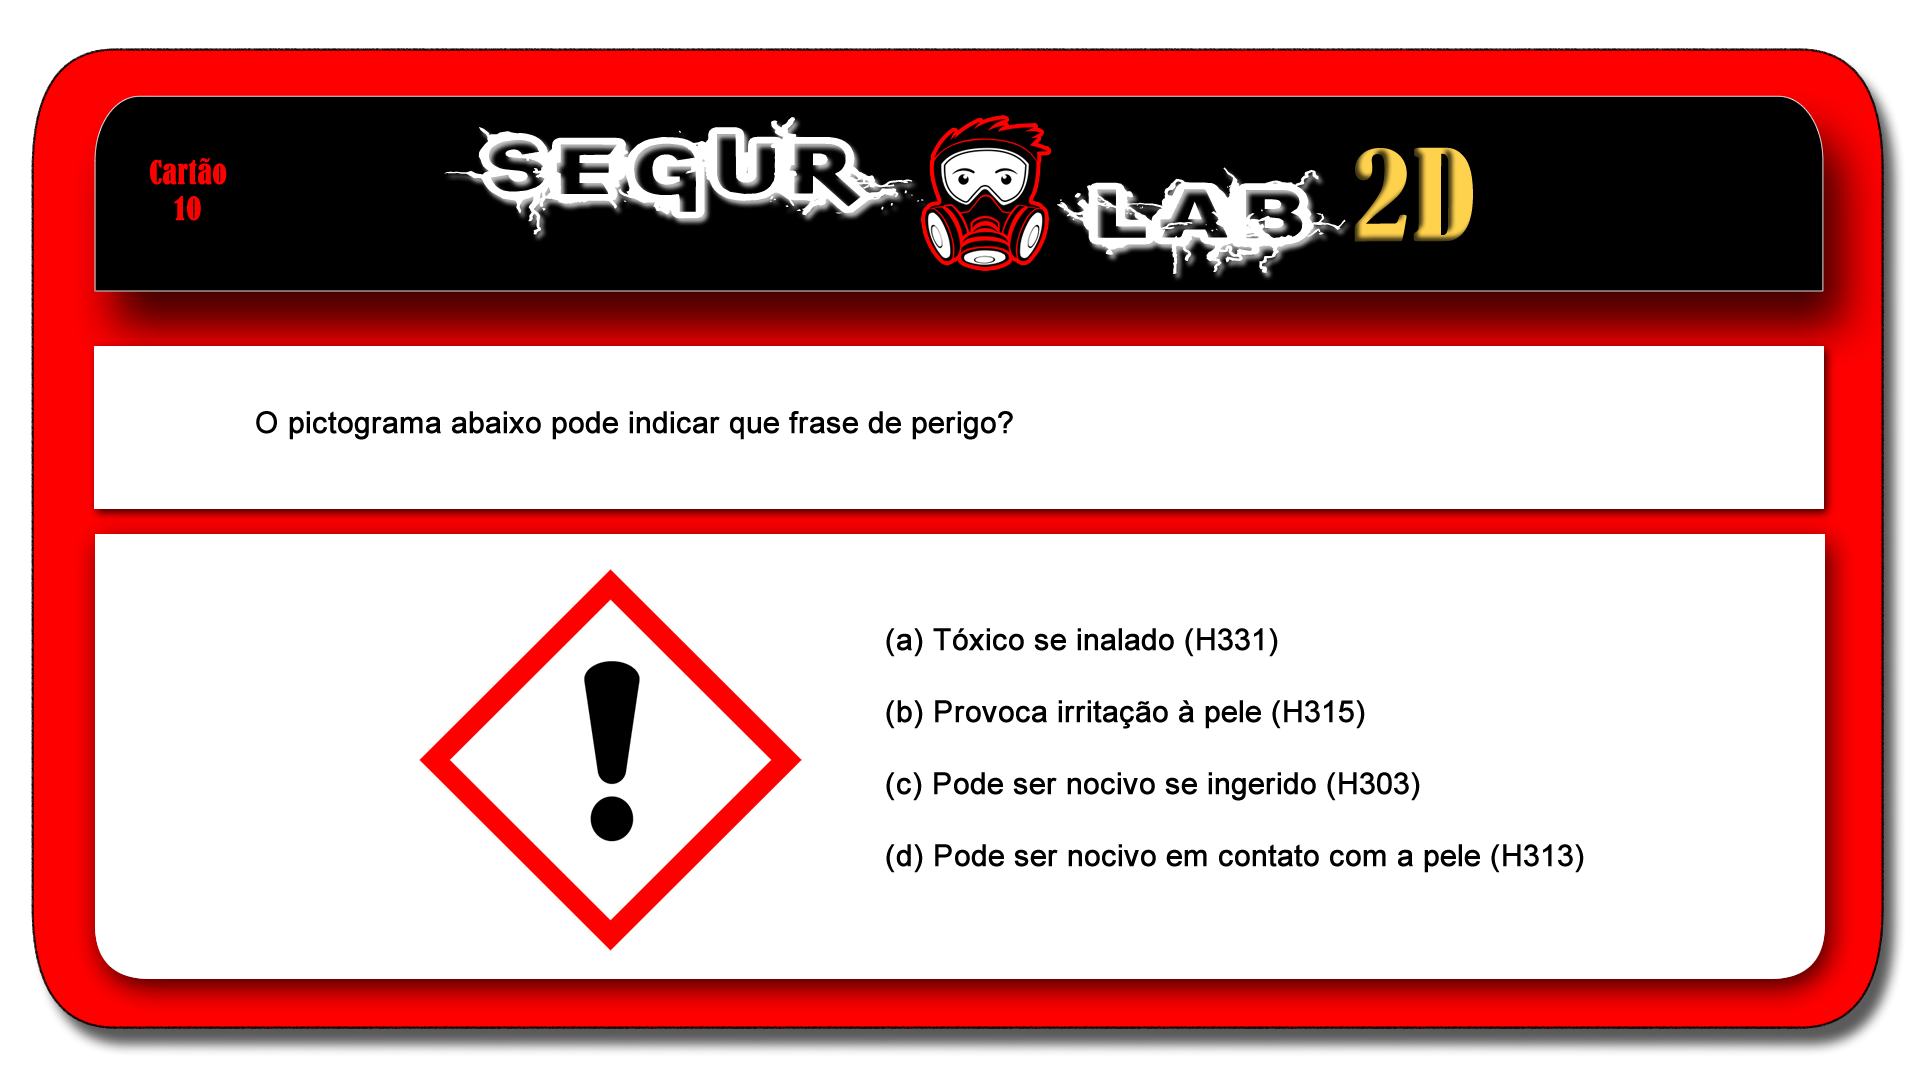 Cartão
10
SEGUR LAB 2D
O pictograma abaixo pode indicar que frase de perigo?
!
(a) Tóxico se inalado (H331)
(b) Provoca irritação à pele (H315)
(c) Pode ser nocivo se ingerido (H303)
(d) Pode ser nocivo em contato com a pele (H313)